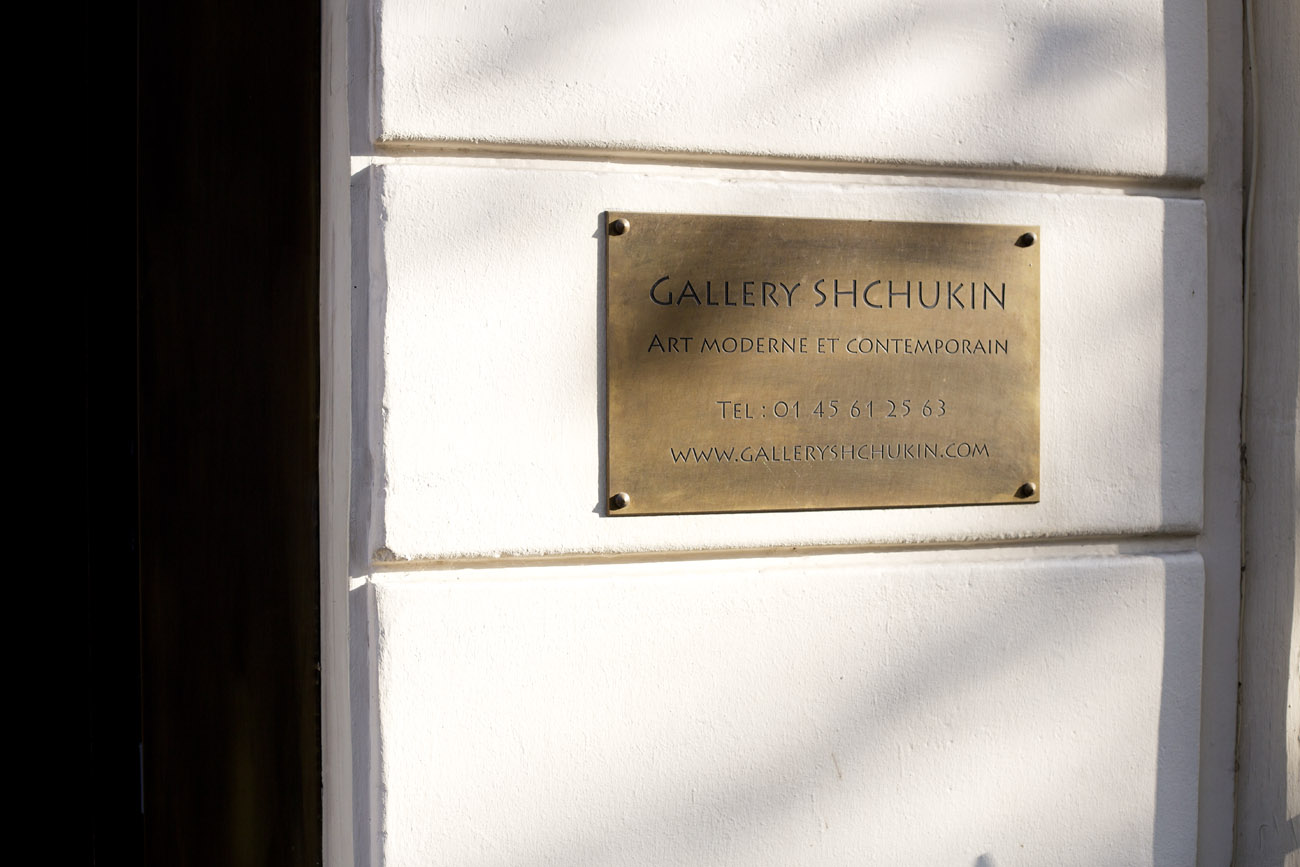 Gallery SHCHUKIN
Art moderne et contemporain
Tel : 01 45 61 25 63
www.galleryshchukin.com